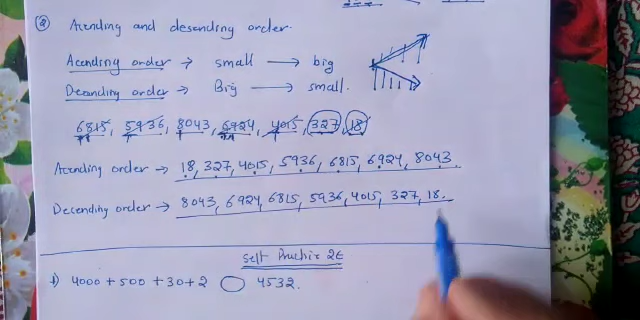 ② Acending and desending order.
Acending order → small → big
Decending order → Big → small.
6815, 5936, 8043, 6924, 4015, 327, 18
Acending order → 18, 327, 4015, 5936, 6815, 6924, 8043.
Decending order → 8043, 6924, 6815, 5936, 4015, 327, 18.
Self Practice 2E
1) 4000 + 500 + 30 + 2 ◯ 4532.